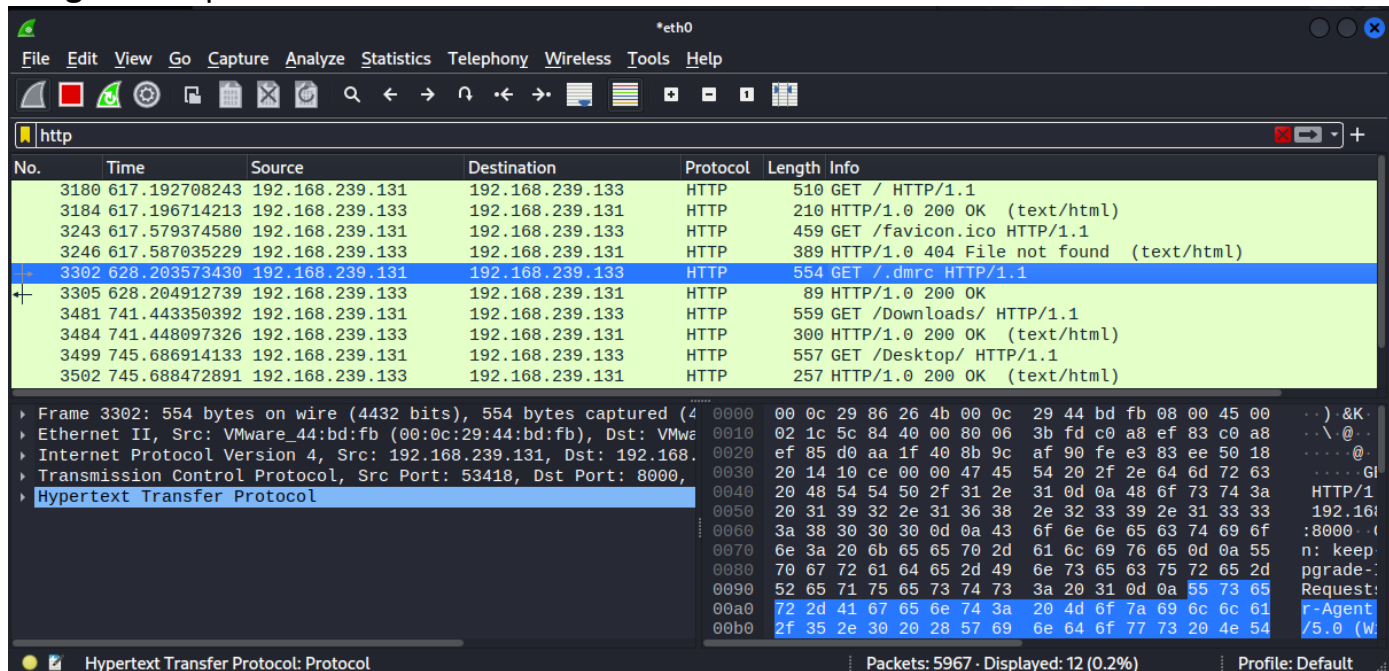 *eth0
File Edit View Go Capture Analyze Statistics Telephony Wireless Tools Help
http
No. Time Source Destination Protocol Length Info
3180 617.192708243 192.168.239.131 192.168.239.133 HTTP 510 GET / HTTP/1.1
3184 617.196714213 192.168.239.133 192.168.239.131 HTTP 210 HTTP/1.0 200 OK (text/html)
3243 617.579374580 192.168.239.131 192.168.239.133 HTTP 459 GET /favicon.ico HTTP/1.1
3246 617.587035229 192.168.239.133 192.168.239.131 HTTP 389 HTTP/1.0 404 File not found (text/html)
3302 628.203573430 192.168.239.131 192.168.239.133 HTTP 554 GET /.dmrc HTTP/1.1
3305 628.204912739 192.168.239.133 192.168.239.131 HTTP 89 HTTP/1.0 200 OK
3481 741.443350392 192.168.239.131 192.168.239.133 HTTP 559 GET /Downloads/ HTTP/1.1
3484 741.448097326 192.168.239.133 192.168.239.131 HTTP 300 HTTP/1.0 200 OK (text/html)
3499 745.686914133 192.168.239.131 192.168.239.133 HTTP 557 GET /Desktop/ HTTP/1.1
3502 745.688472891 192.168.239.133 192.168.239.131 HTTP 257 HTTP/1.0 200 OK (text/html)
Frame 3302: 554 bytes on wire (4432 bits), 554 bytes captured (4
Ethernet II, Src: VMware_44:bd:fb (00:0c:29:44:bd:fb), Dst: VMwa
Internet Protocol Version 4, Src: 192.168.239.131, Dst: 192.168.
Transmission Control Protocol, Src Port: 53418, Dst Port: 8000,
Hypertext Transfer Protocol
0000 00 0c 29 86 26 4b 00 0c 29 44 bd fb 08 00 45 00 ··)·&K·
0010 02 1c 5c 84 40 00 80 06 3b fd c0 a8 ef 83 c0 a8 ··\·@··
0020 ef 85 d0 aa 1f 40 8b 9c af 90 fe e3 83 ee 50 18 ·····@·
0030 20 14 10 ce 00 00 47 45 54 20 2f 2e 64 6d 72 63 ·····G
0040 20 48 54 54 50 2f 31 2e 31 0d 0a 48 6f 73 74 3a HTTP/1
0050 20 31 39 32 2e 31 36 38 2e 32 33 39 2e 31 33 33 192.168
0060 3a 38 30 30 30 0d 0a 43 6f 6e 6e 65 63 74 69 6f :8000··
0070 6e 3a 20 6b 65 65 70 2d 61 6c 69 76 65 0d 0a 55 n: keep-
0080 70 67 72 61 64 65 2d 49 6e 73 65 63 75 72 65 2d pgrade-
0090 52 65 71 75 65 73 74 73 3a 20 31 0d 0a 55 73 65 Requests
00a0 72 2d 41 67 65 6e 74 3a 20 4d 6f 7a 69 6c 6c 61 r-Agent
00b0 2f 35 2e 30 20 28 57 69 6e 64 6f 77 73 20 4e 54 /5.0 (Wi
Hypertext Transfer Protocol: Protocol Packets: 5967 · Displayed: 12 (0.2%) Profile: Default